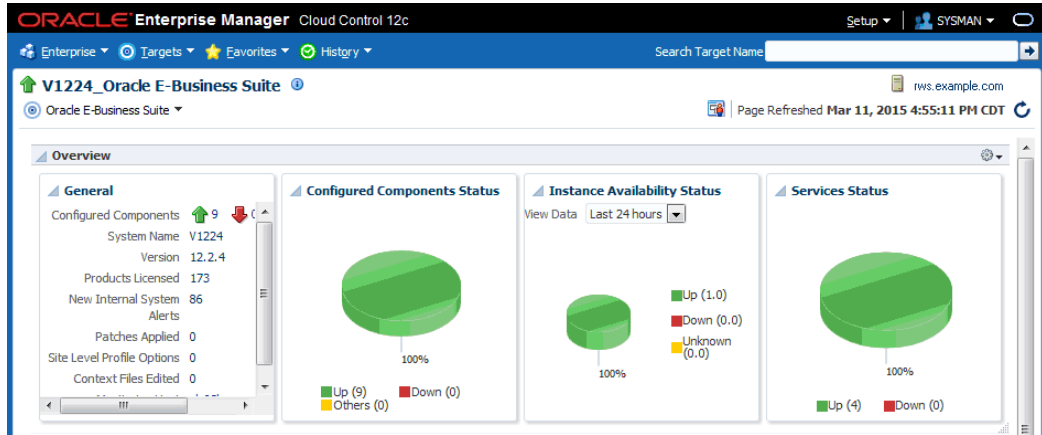 ORACLE Enterprise Manager Cloud Control 12c
Setup SYSMAN
Enterprise Targets Favorites History
Search Target Name
V1224_Oracle E-Business Suite
rws.example.com
Oracle E-Business Suite
Page Refreshed Mar 11, 2015 4:55:11 PM CDT
Overview
General
Configured Components 9
System Name V1224
Version 12.2.4
Products Licensed 173
New Internal System 86
Alerts
Patches Applied 0
Site Level Profile Options 0
Context Files Edited 0
Configured Components Status
100%
Up (9) Down (0)
Others (0)
Instance Availability Status
View Data Last 24 hours
Up (1.0)
Down (0.0)
Unknown
(0.0)
100%
Services Status
100%
Up (4) Down (0)